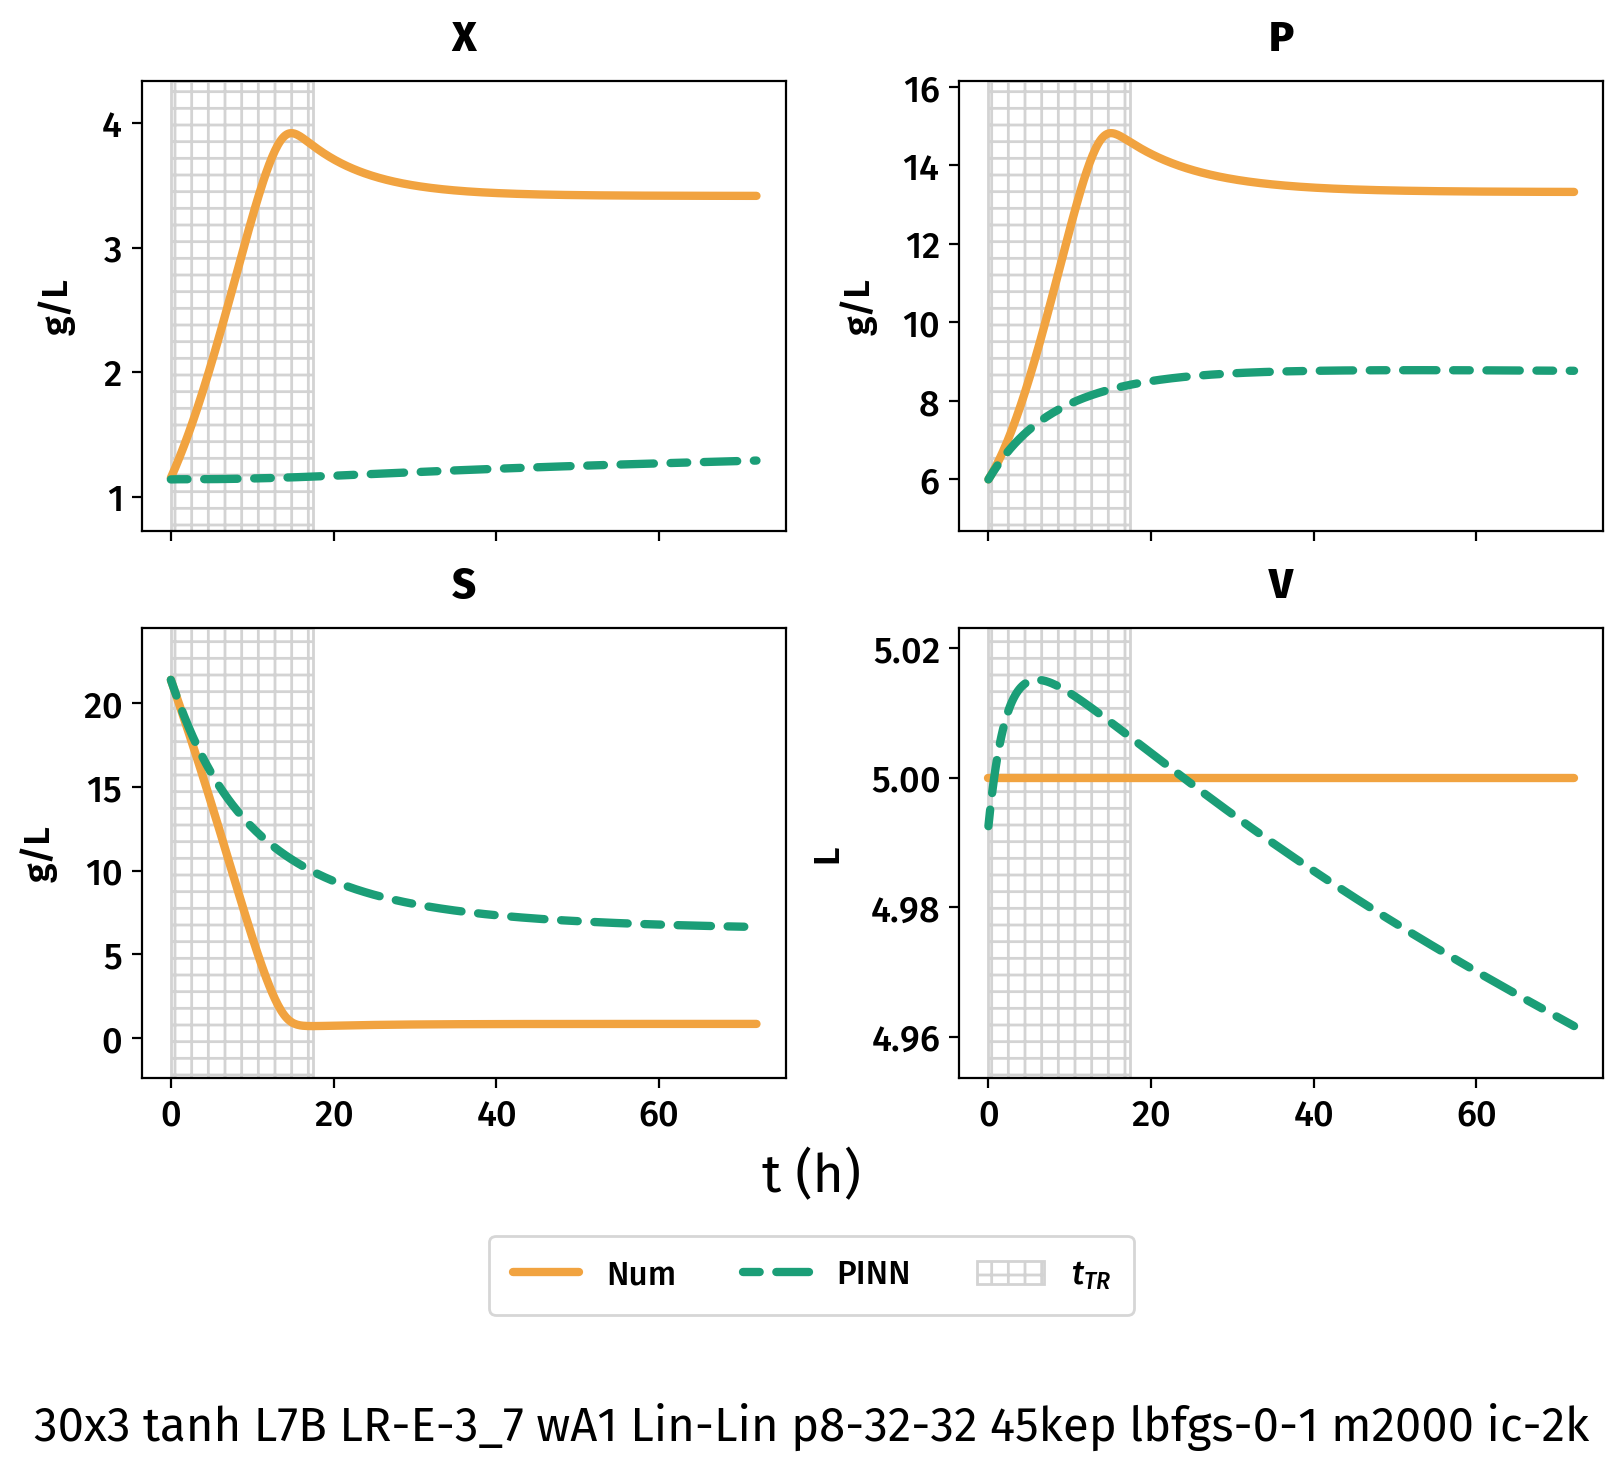 X
4
3
2
1
g/L
P
16
14
12
10
8
6
g/L
S
20
15
10
5
0
g/L
0 20 40 60
V
5.02
5.00
4.98
4.96
L
0 20 40 60
t (h)
Num PINN t_TR
30x3 tanh L7B LR-E-3_7 wA1 Lin-Lin p8-32-32 45kep lbfgs-0-1 m2000 ic-2k